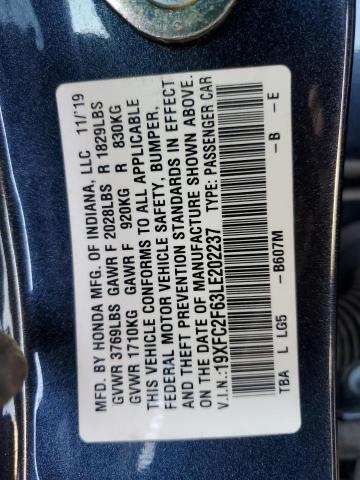 MFD. BY HONDA MFG. OF INDIANA, LLC 11/19
GVWR 3769LBS GAWR F 2028LBS R 1829LBS
GVWR 1710KG GAWR F 920KG R 830KG
THIS VEHICLE CONFORMS TO ALL APPLICABLE
FEDERAL MOTOR VEHICLE SAFETY, BUMPER,
AND THEFT PREVENTION STANDARDS IN EFFECT
ON THE DATE OF MANUFACTURE SHOWN ABOVE.
V.I.N.:19XFC2F63LE202237 TYPE: PASSENGER CAR
TBA L LG5 -B607M -B -E